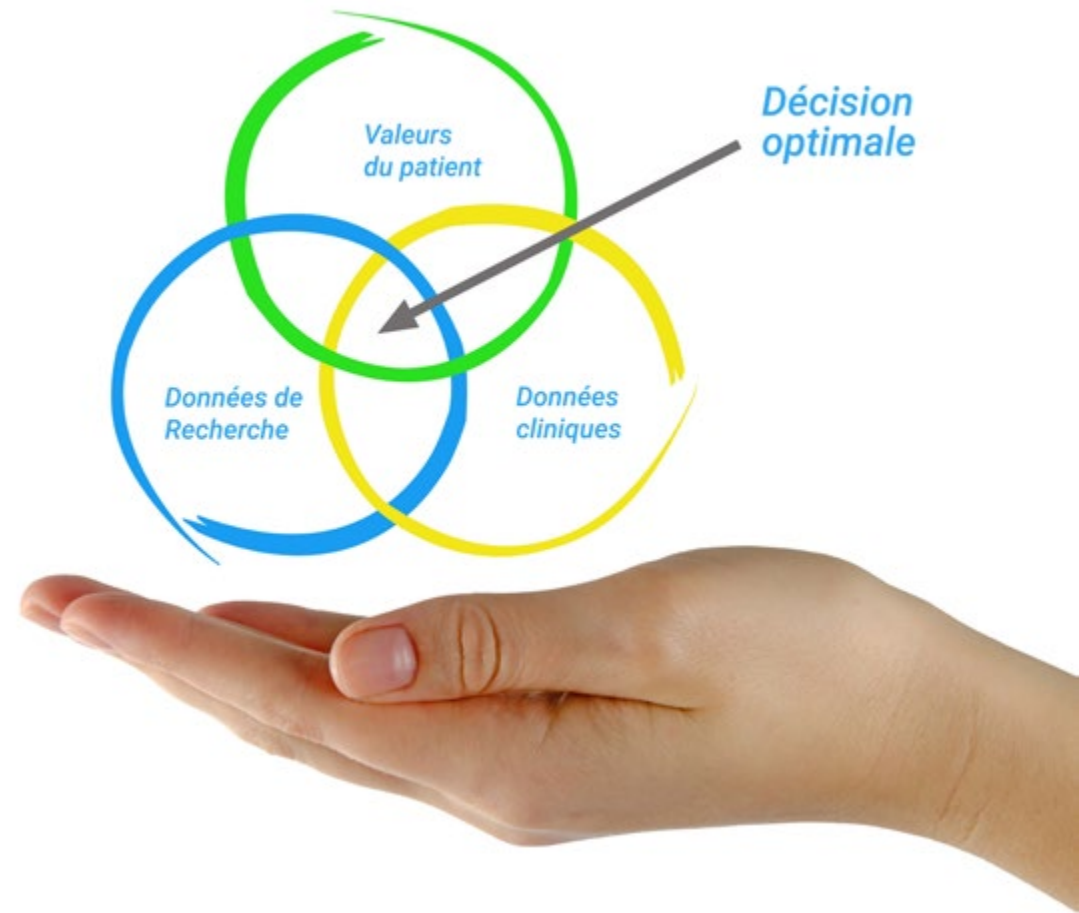 Valeurs
du patient
Décision
optimale
Données de
Recherche
Données
cliniques